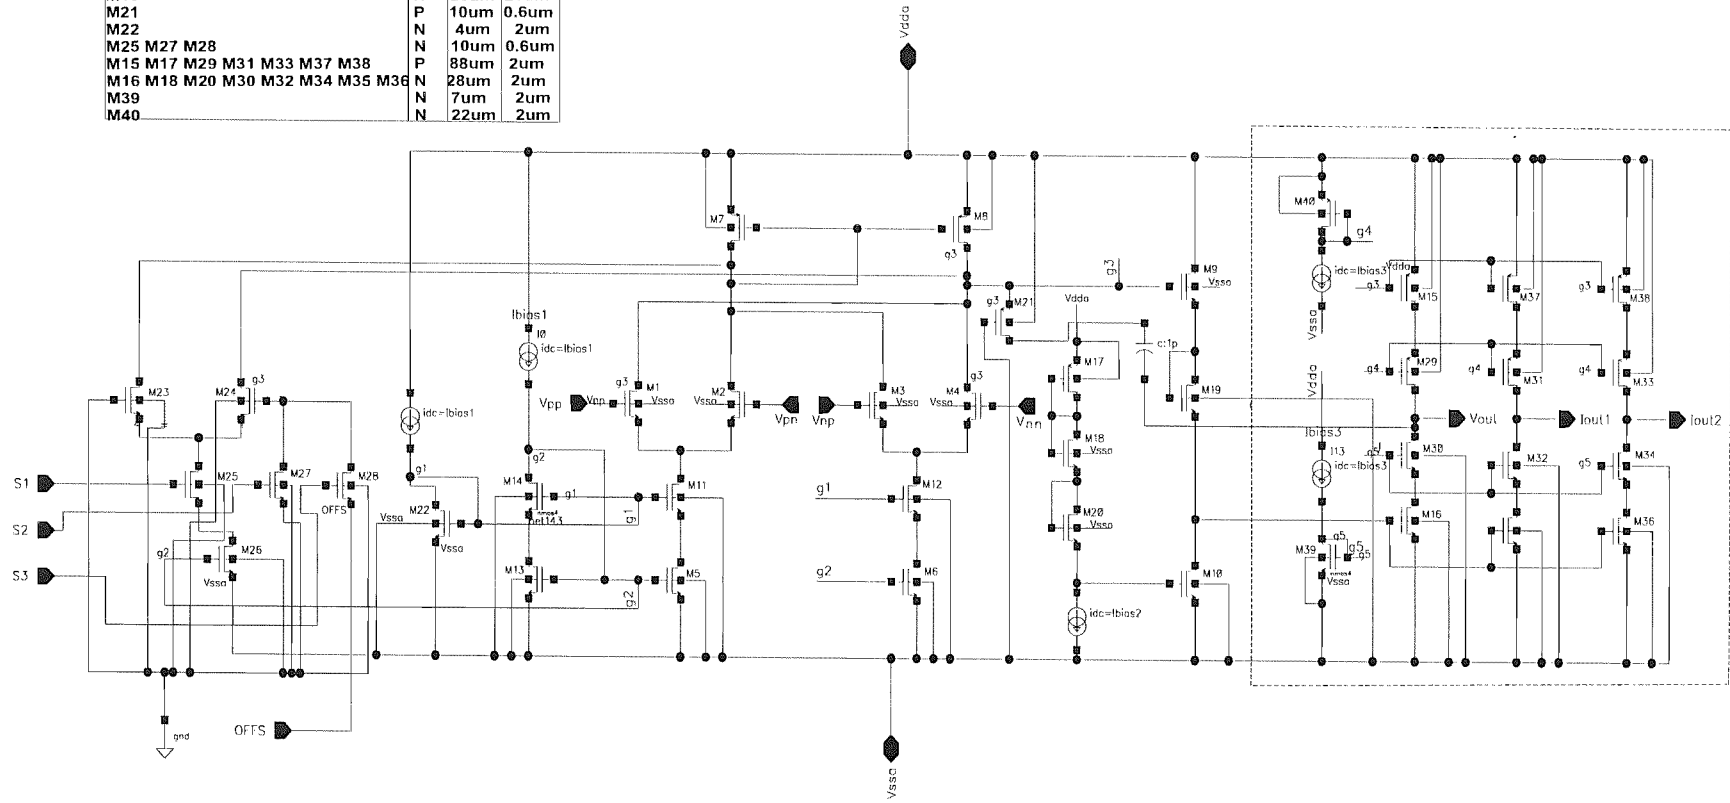 M21 P 10um 0.6um
M22 N 4um 2um
M25 M27 M28 N 10um 0.6um
M15 M17 M29 M31 M33 M37 M38 P 88um 2um
M16 M18 M20 M30 M32 M34 M35 M36 N 28um 2um
M39 N 7um 2um
M40 N 22um 2um
Vdda
M7
M8
g3
M40
g4
idc=Ibias3
Vssa
g3
M9
Vssa
Vdda
g3
M15
M37
g3
M38
Ibias1
I0
idc=Ibias1
g3
M21
Vdda
c:1p
M17
M19
Vdda
g4
M29
g4
M31
g4
M33
M23
g3
M24
idc=Ibias1
Vpp
Vpp
g3
M1
Vssa
M2
Vssa
Vpn
Vnp
M3
Vssa
g3
M4
Vssa
Vnn
Vout
Iout1
Iout2
M18
Vssa
Ibias3
I13
idc=Ibias3
M30
M32
g5
M34
S1
M25
M27
M28
OFFS
g1
g2
M14
g1
nmos4
net143
g1
M11
g1
M12
M22
Vssa
Vssa
M20
Vssa
M16
M36
S2
g2
M26
Vssa
g5
g5
g5
M39
nmos4
Vssa
S3
M13
g2
M5
g2
M6
M10
idc=Ibias2
OFFS
gnd
Vssa